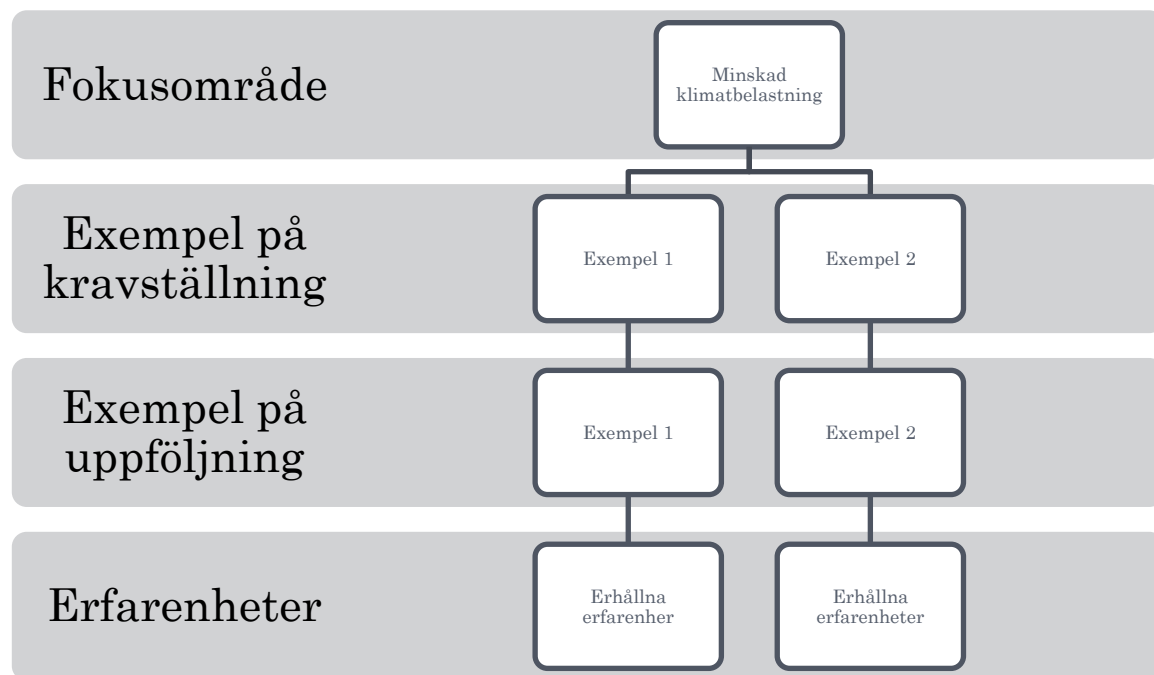 Fokusområde
Minskad
klimatbelastning
Exempel på
kravställning
Exempel 1
Exempel 2
Exempel på
uppföljning
Exempel 1
Exempel 2
Erfarenheter
Erhållna
erfarenher
Erhållna
erfarenheter